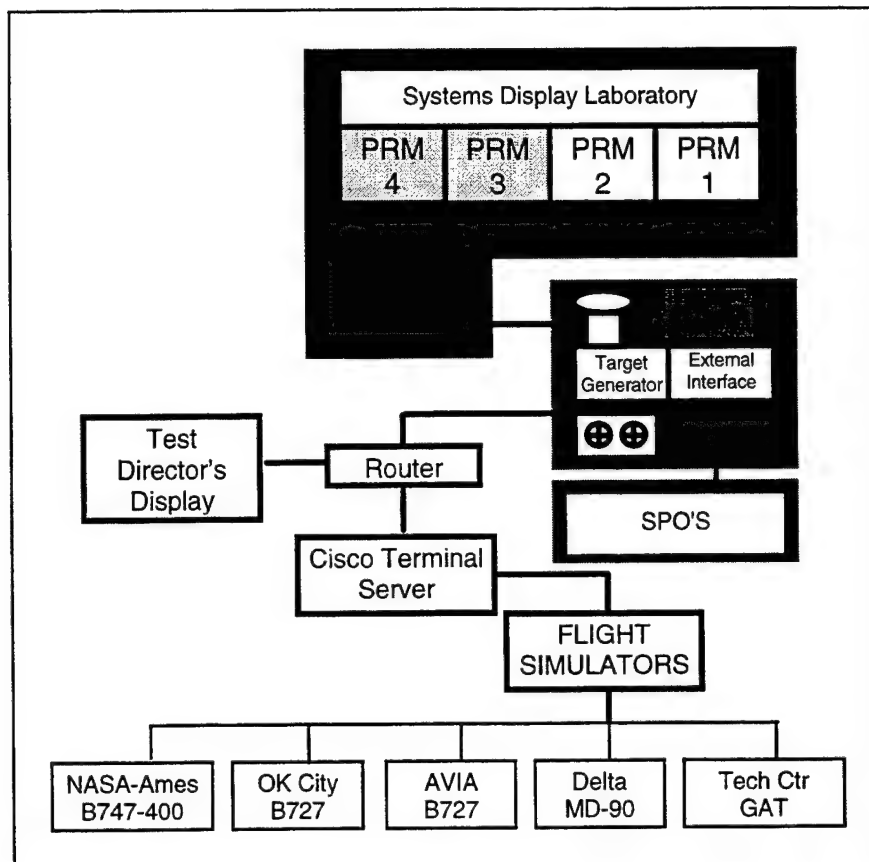 Systems Display Laboratory
PRM
4
PRM
3
PRM
2
PRM
1
Target
Generator
External
Interface
Test
Director's
Display
Router
SPO'S
Cisco Terminal
Server
FLIGHT
SIMULATORS
NASA-Ames
B747-400
OK City
B727
AVIA
B727
Delta
MD-90
Tech Ctr
GAT